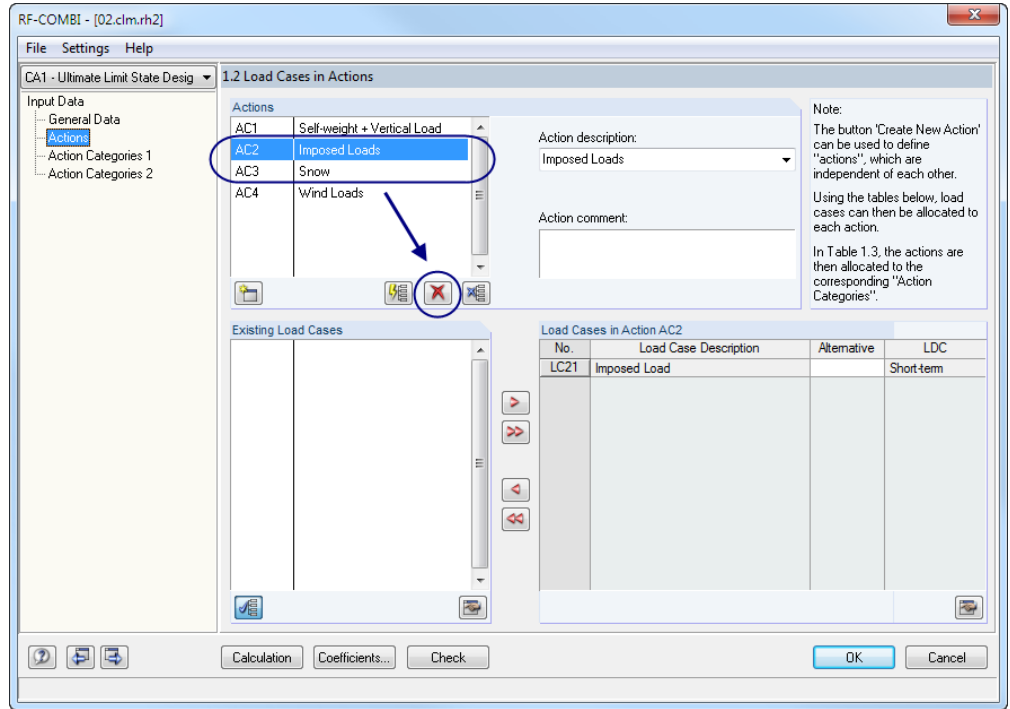 RF-COMBI - [02.clm.rh2]
File Settings Help
CA1 - Ultimate Limit State Desig
1.2 Load Cases in Actions
Input Data
General Data
Actions
Action Categories 1
Action Categories 2
Actions
AC1 Self-weight + Vertical Load
AC2 Imposed Loads
AC3 Snow
AC4 Wind Loads
Action description:
Imposed Loads
Action comment:
Note:
The button 'Create New Action'
can be used to define
"actions", which are
independent of each other.
Using the tables below, load
cases can then be allocated to
each action.
In Table 1.3, the actions are
then allocated to the
corresponding "Action
Categories".
Existing Load Cases
Load Cases in Action AC2
No. Load Case Description Alternative LDC
LC21 Imposed Load Short-term
Calculation Coefficients... Check OK Cancel